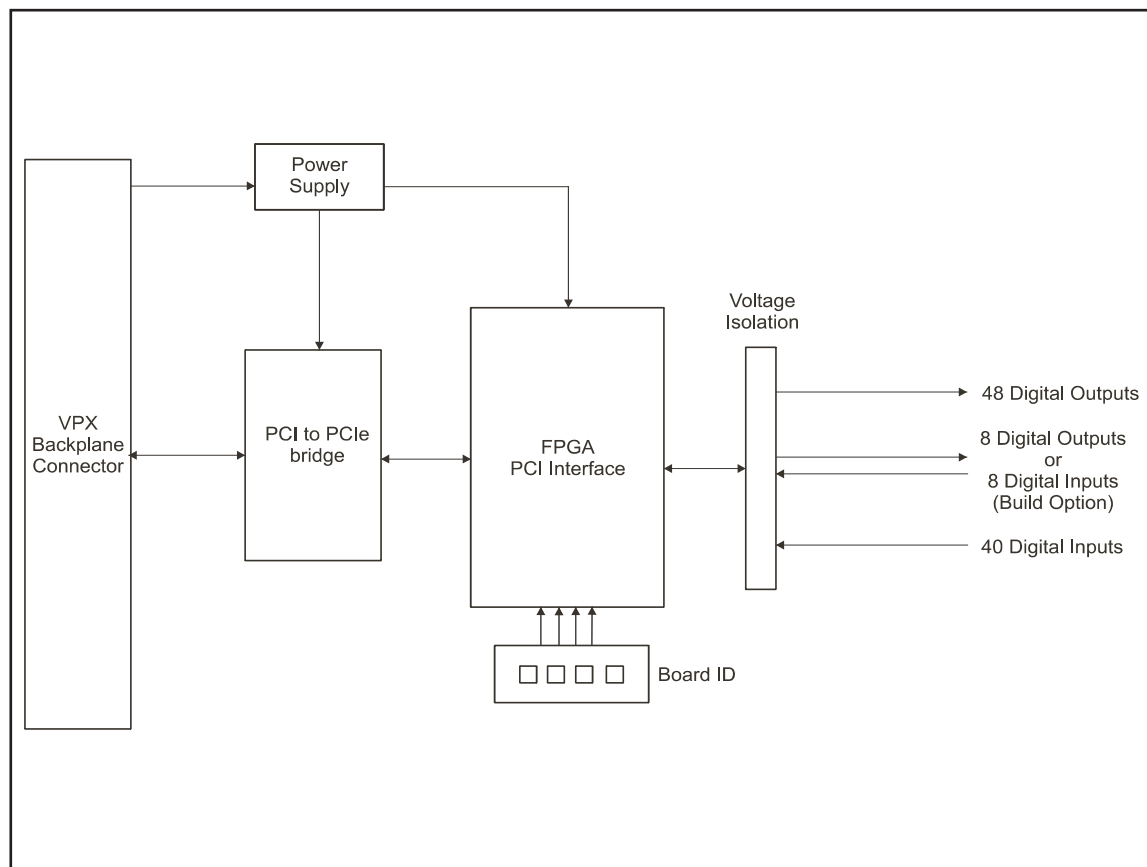 Power
Supply
Voltage
Isolation
VPX
Backplane
Connector
PCI to PCIe
bridge
FPGA
PCI Interface
48 Digital Outputs
8 Digital Outputs
or
8 Digital Inputs
(Build Option)
40 Digital Inputs
Board ID